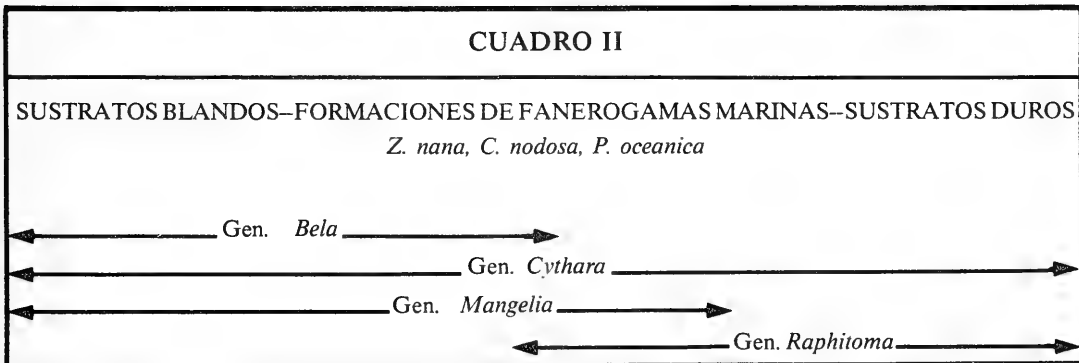 CUADRO II
SUSTRATOS BLANDOS–FORMACIONES DE FANEROGAMAS MARINAS–SUSTRATOS DUROS
Z. nana, C. nodosa, P. oceanica
Gen. Bela
Gen. Cythara
Gen. Mangelia
Gen. Raphitoma